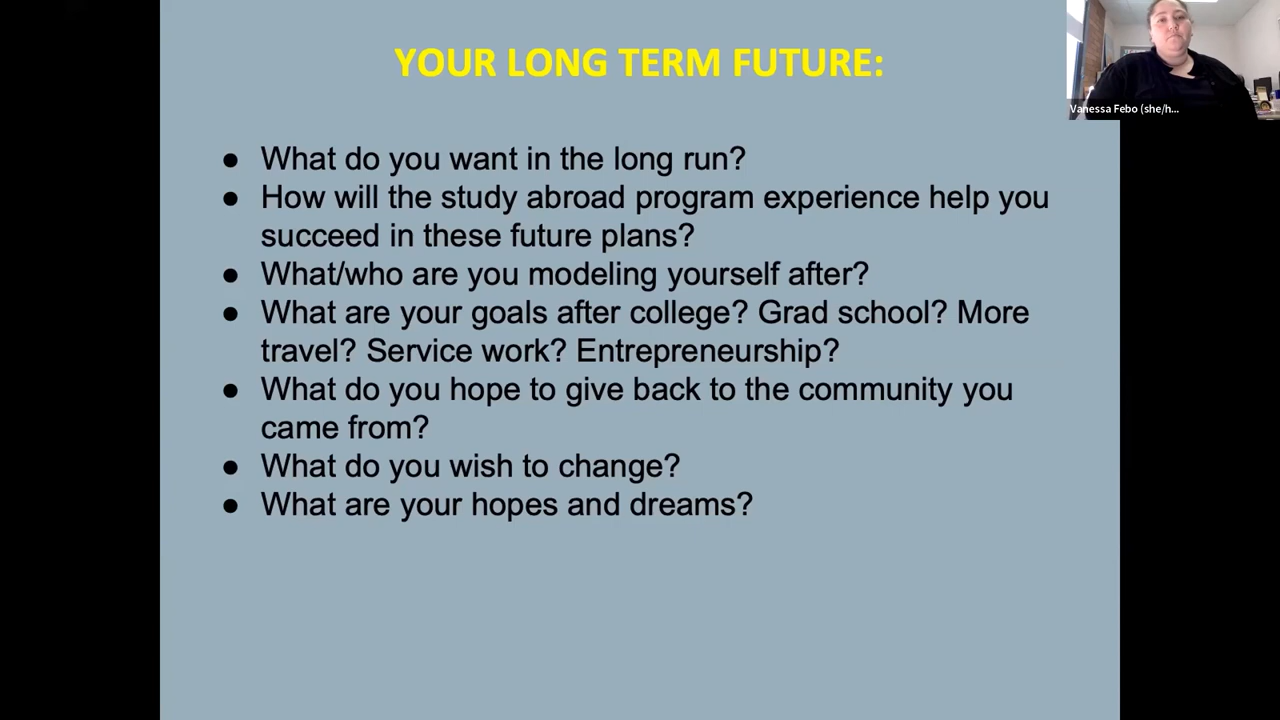 YOUR LONG TERM FUTURE:
Vanessa Febo (she/h...
● What do you want in the long run?
● How will the study abroad program experience help you
succeed in these future plans?
● What/who are you modeling yourself after?
● What are your goals after college? Grad school? More
travel? Service work? Entrepreneurship?
● What do you hope to give back to the community you
came from?
● What do you wish to change?
● What are your hopes and dreams?